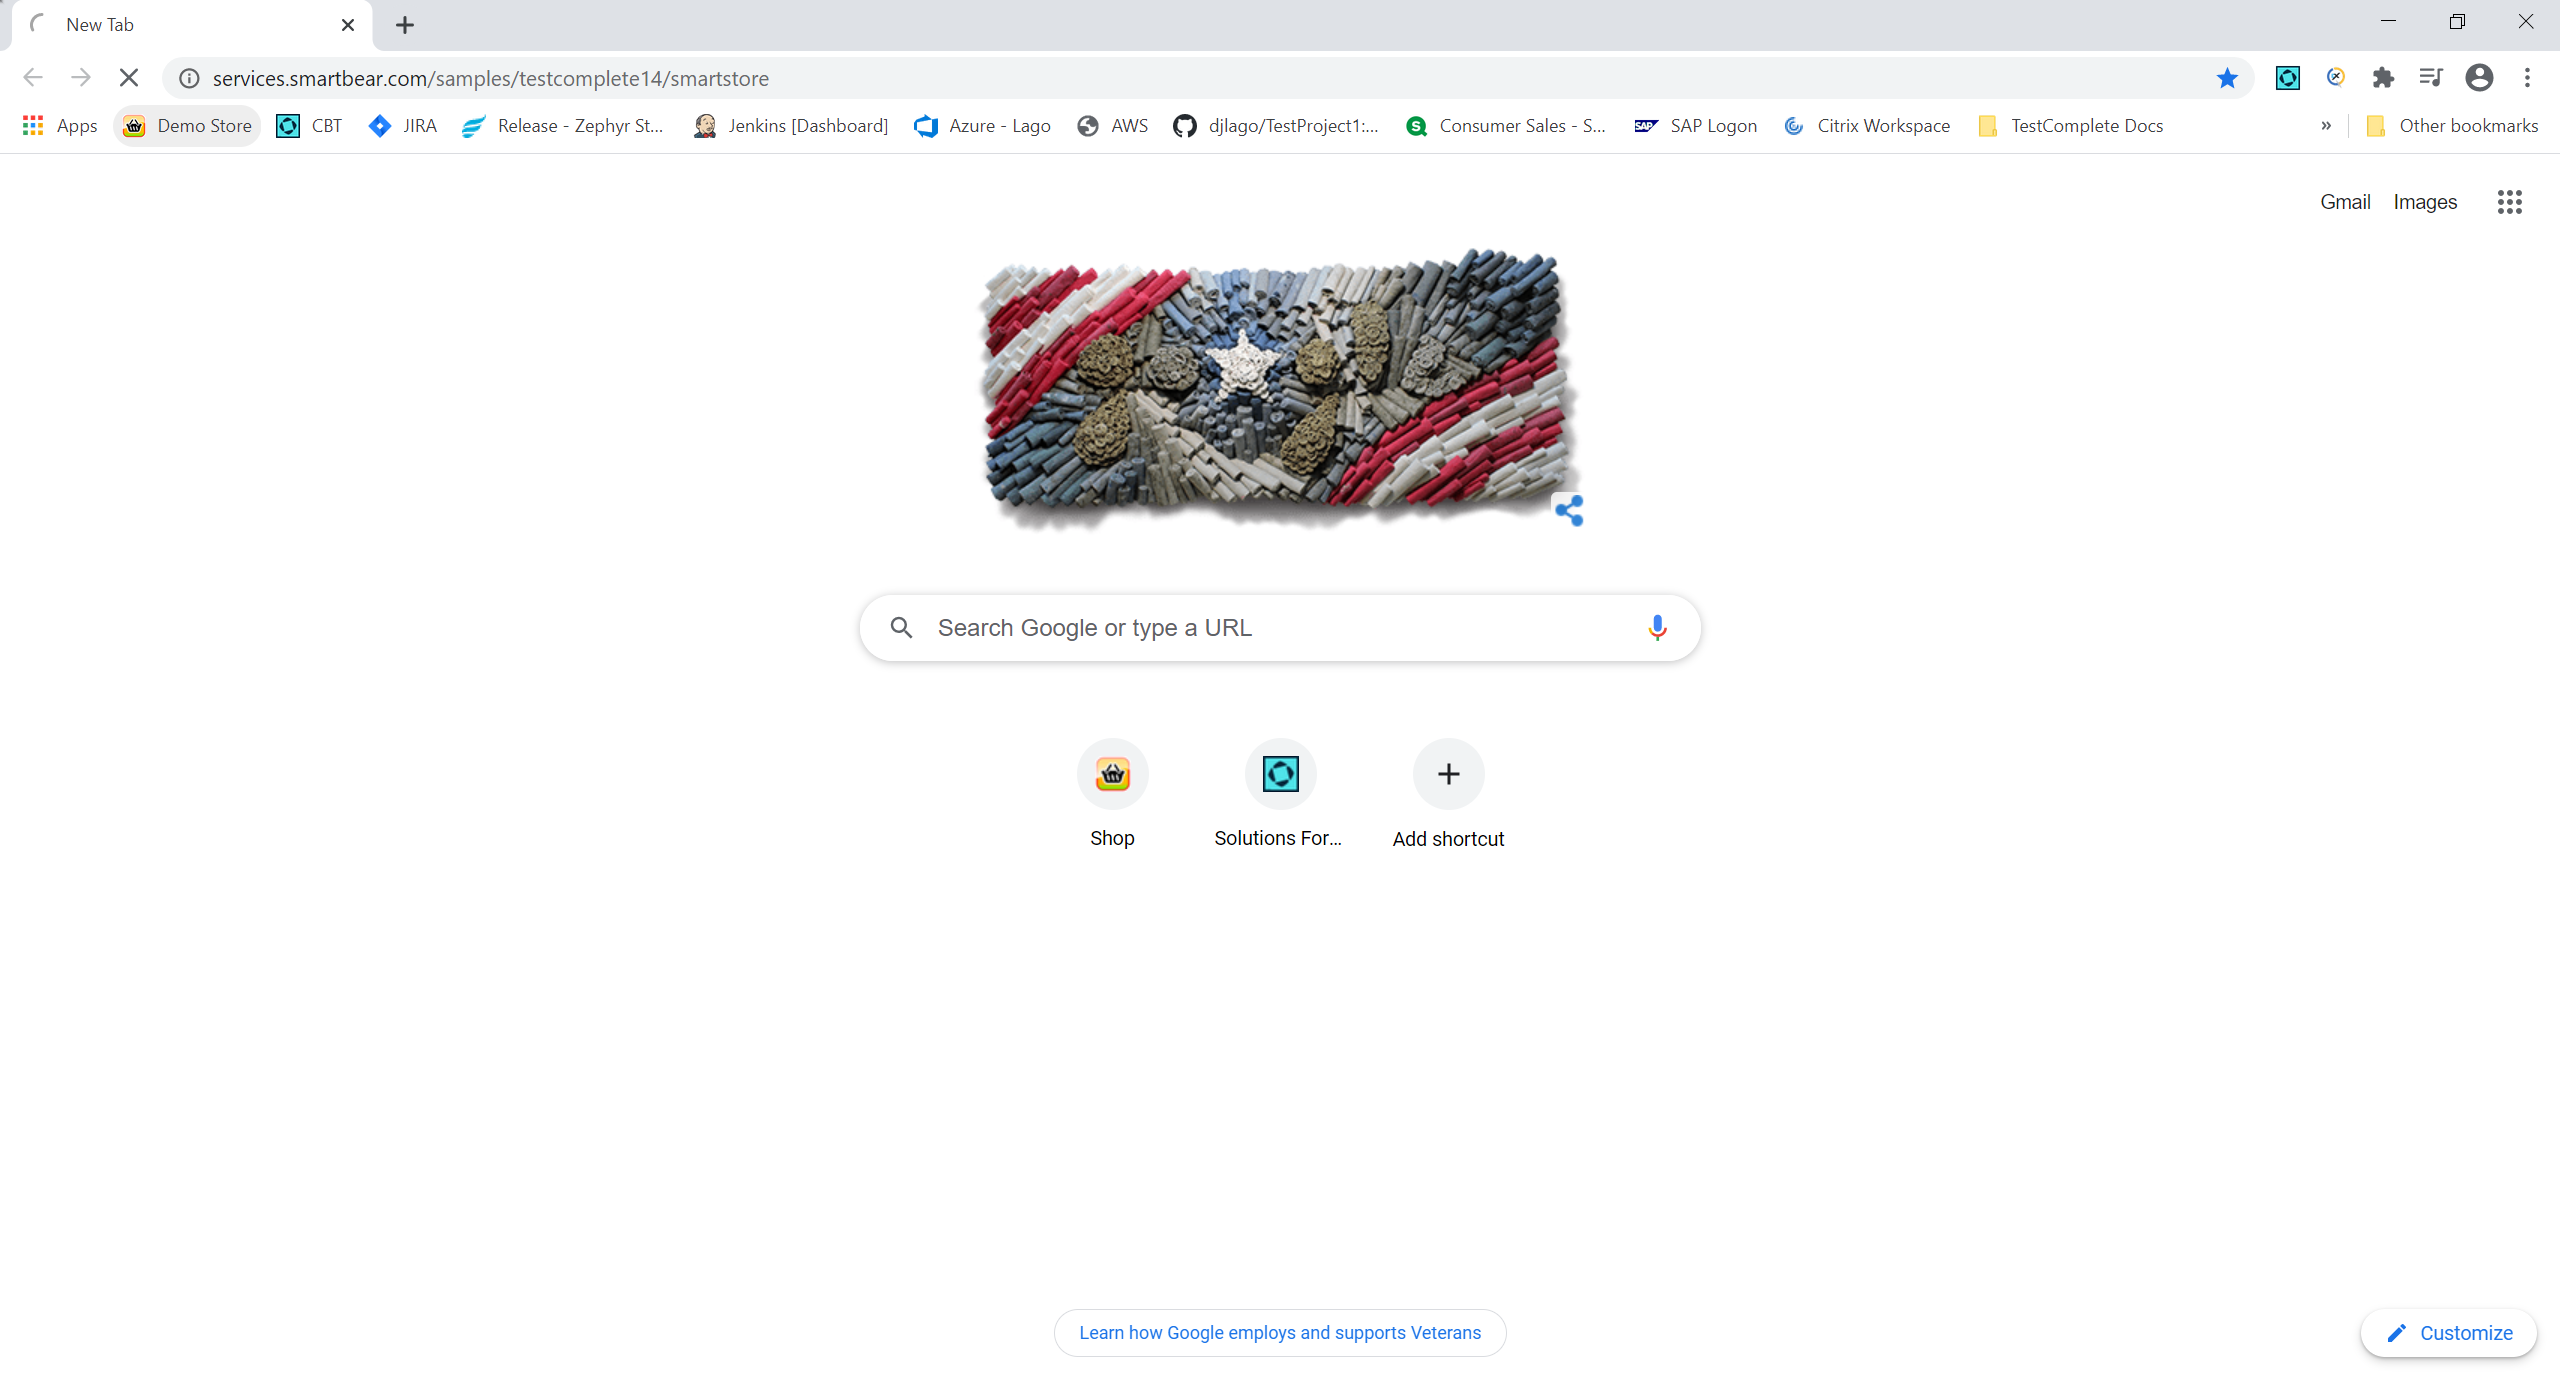 New Tab
services.smartbear.com/samples/testcomplete14/smartstore
Apps Demo Store CBT JIRA Release - Zephyr St... Jenkins [Dashboard] Azure - Lago AWS djlago/TestProject1:... Consumer Sales - S... SAP SAP Logon Citrix Workspace TestComplete Docs » Other bookmarks
Gmail Images
Search Google or type a URL
Shop Solutions For... Add shortcut
Learn how Google employs and supports Veterans
Customize